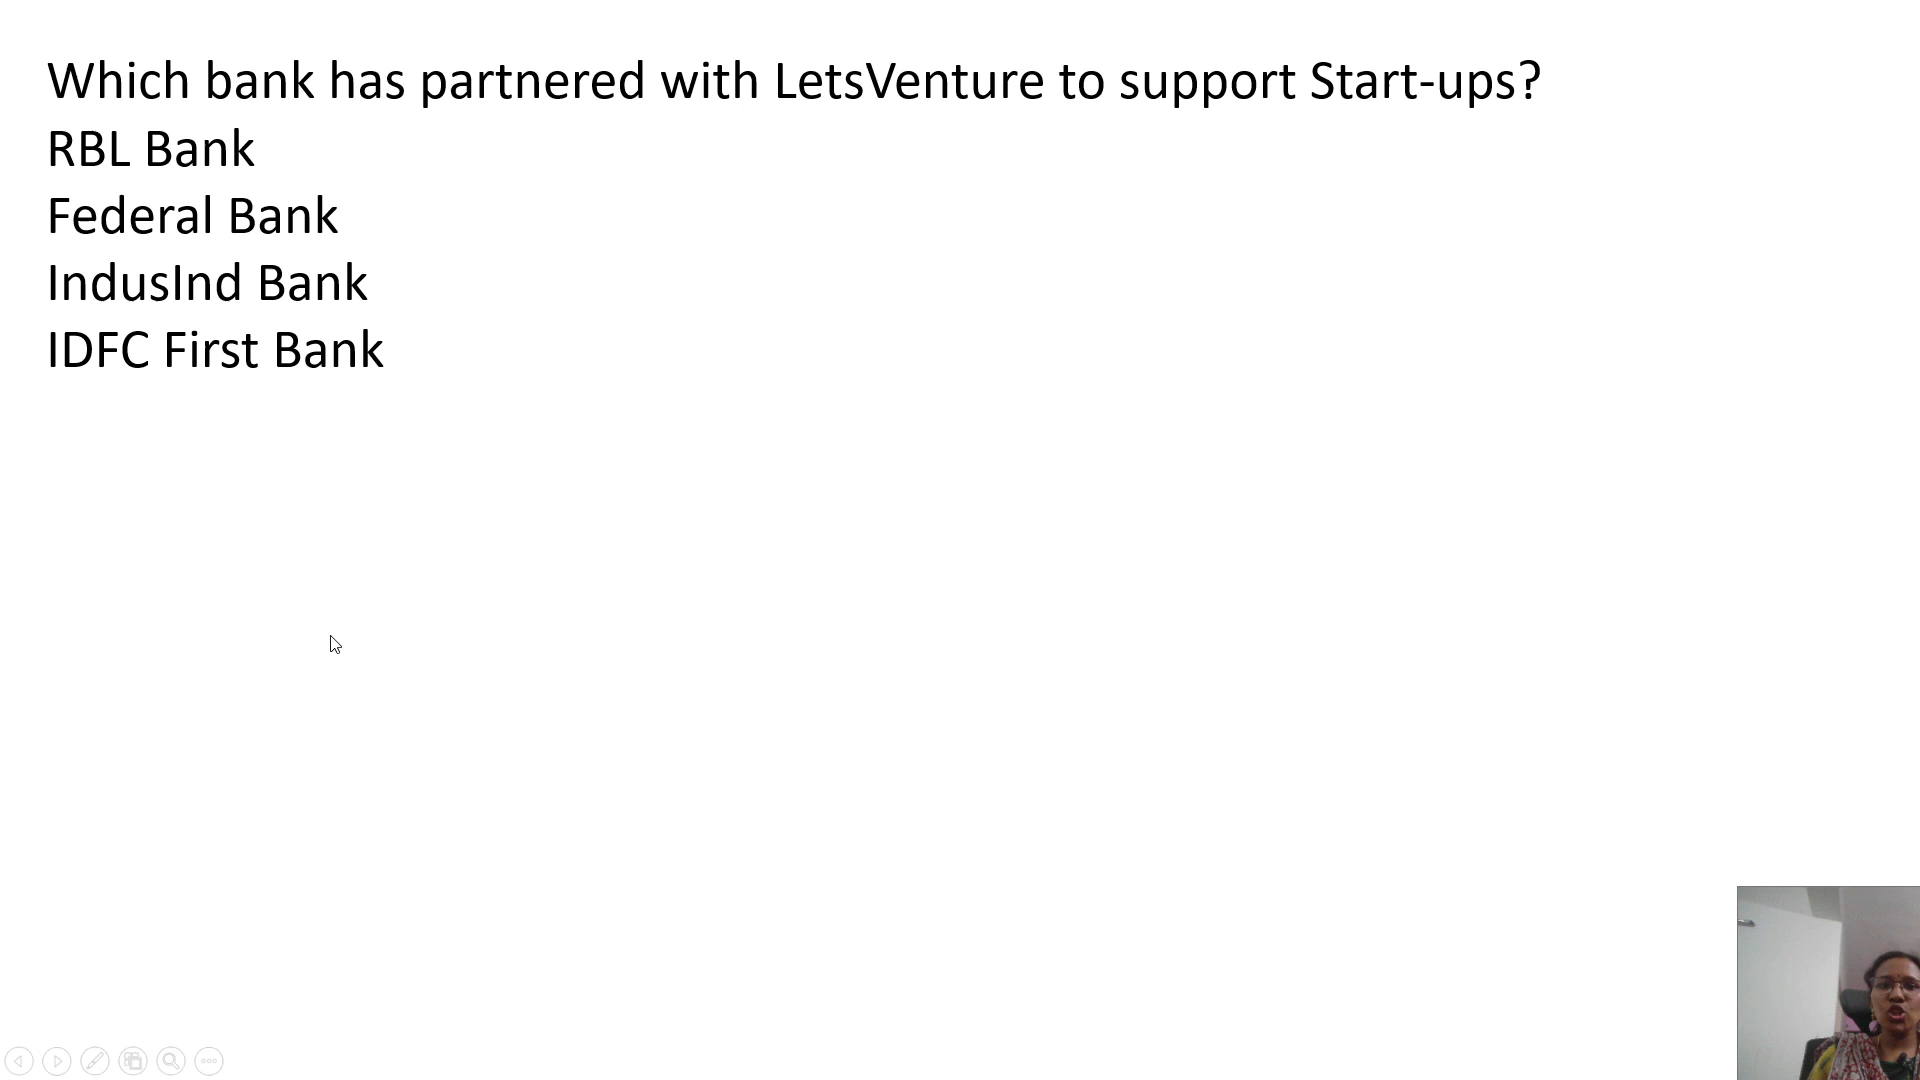 Which bank has partnered with LetsVenture to support Start-ups?
RBL Bank
Federal Bank
IndusInd Bank
IDFC First Bank